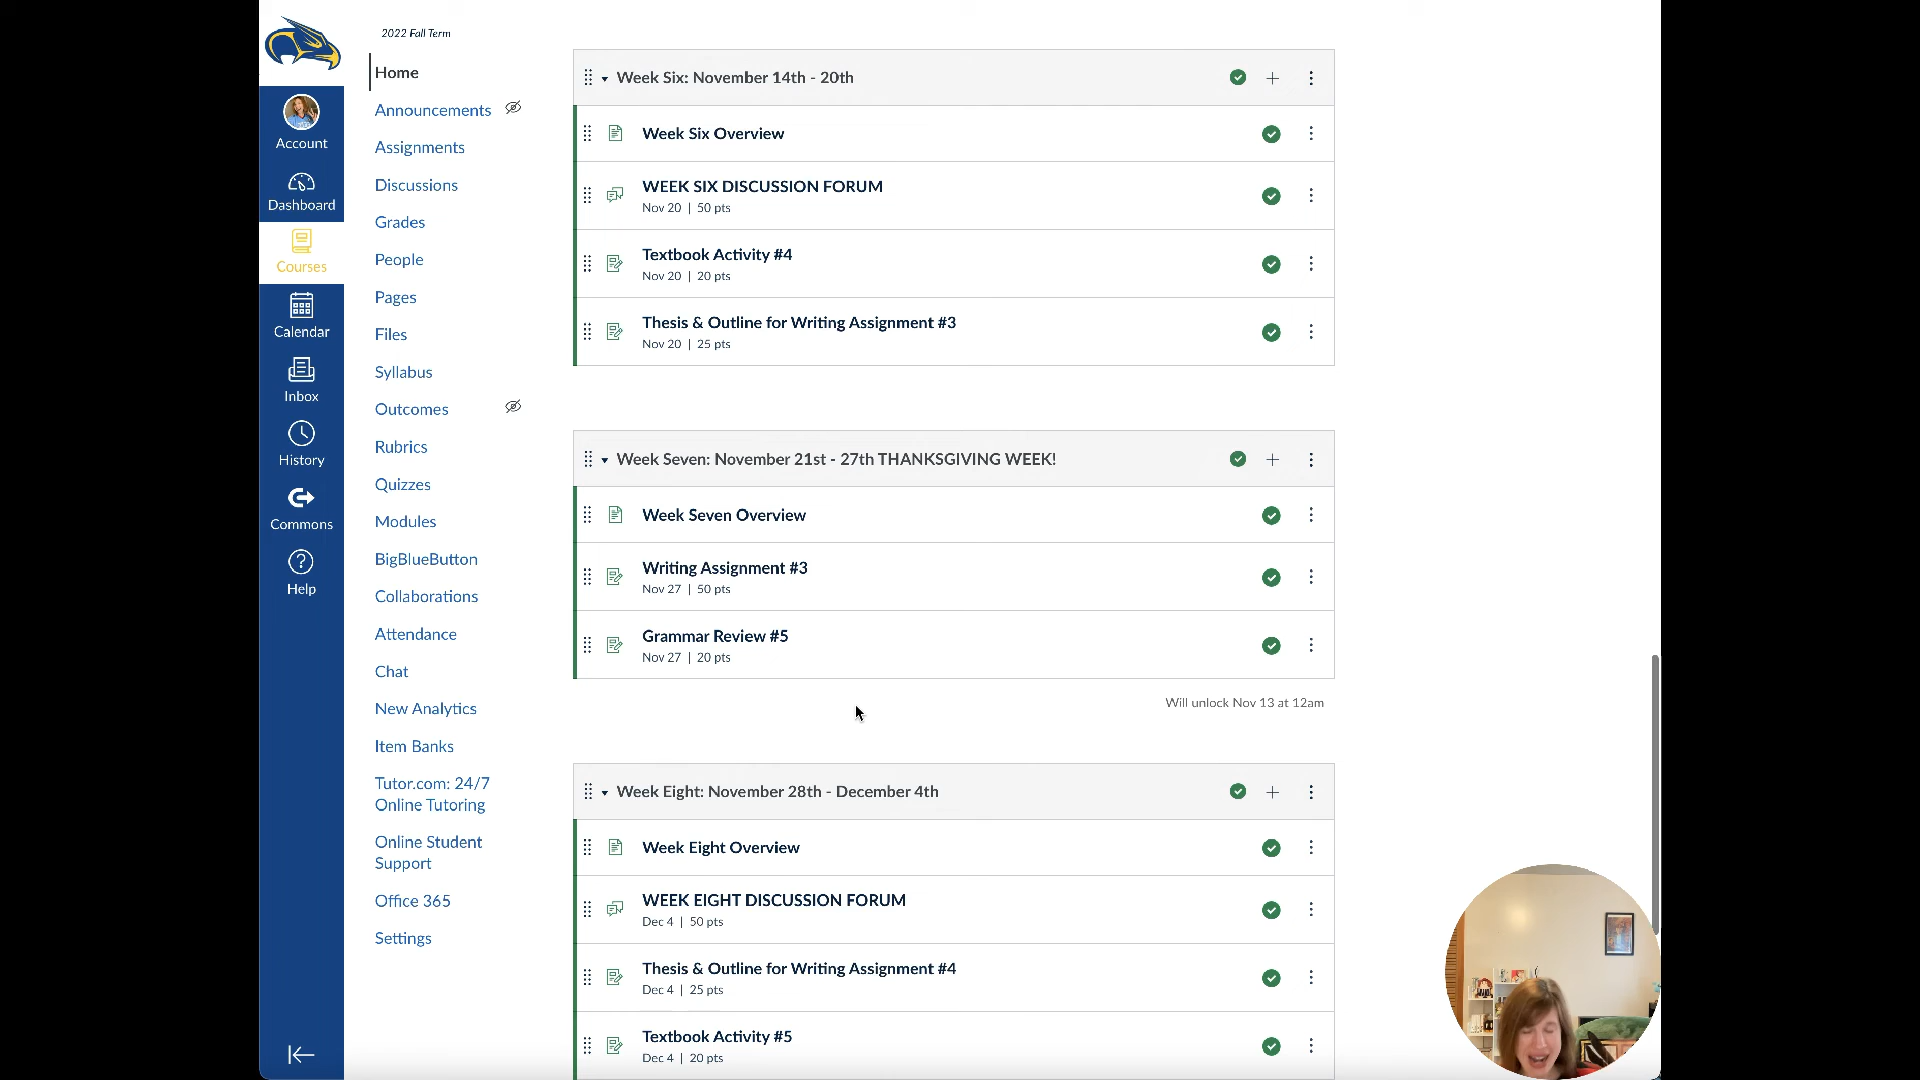 2022 Fall Term
Home
Announcements
Assignments
Discussions
Grades
People
Pages
Files
Syllabus
Outcomes
Rubrics
Quizzes
Modules
BigBlueButton
Collaborations
Attendance
Chat
New Analytics
Item Banks
Tutor.com: 24/7
Online Tutoring
Online Student
Support
Office 365
Settings
Account
Dashboard
Courses
Calendar
Inbox
History
Commons
Help
Week Six: November 14th - 20th
Week Six Overview
WEEK SIX DISCUSSION FORUM
Nov 20 | 50 pts
Textbook Activity #4
Nov 20 | 20 pts
Thesis & Outline for Writing Assignment #3
Nov 20 | 25 pts
Week Seven: November 21st - 27th THANKSGIVING WEEK!
Week Seven Overview
Writing Assignment #3
Nov 27 | 50 pts
Grammar Review #5
Nov 27 | 20 pts
Will unlock Nov 13 at 12am
Week Eight: November 28th - December 4th
Week Eight Overview
WEEK EIGHT DISCUSSION FORUM
Dec 4 | 50 pts
Thesis & Outline for Writing Assignment #4
Dec 4 | 25 pts
Textbook Activity #5
Dec 4 | 20 pts